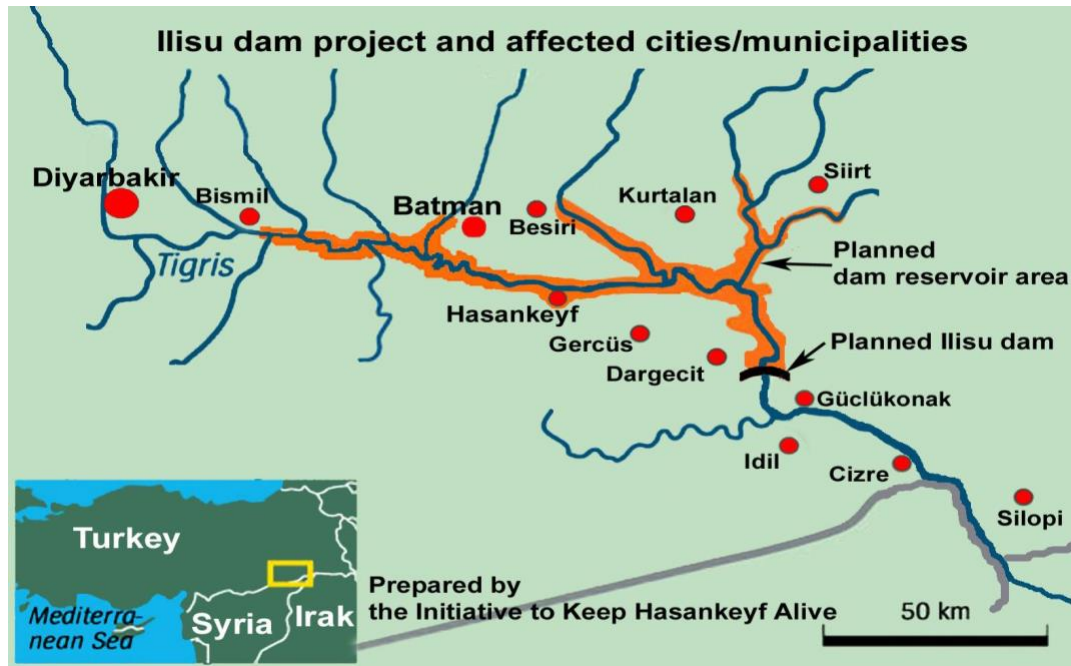 Ilisu dam project and affected cities/municipalities
Diyarbakir
Bismil
Batman
Besiri
Kurtalan
Siirt
Tigris
Planned
dam reservoir area
Hasankeyf
Gercüs
Dargecit
Planned Ilisu dam
Güclükonak
Idil
Cizre
Silopi
Turkey
Mediterra-
nean Sea
Syria
Irak
Prepared by
the Initiative to Keep Hasankeyf Alive
50 km